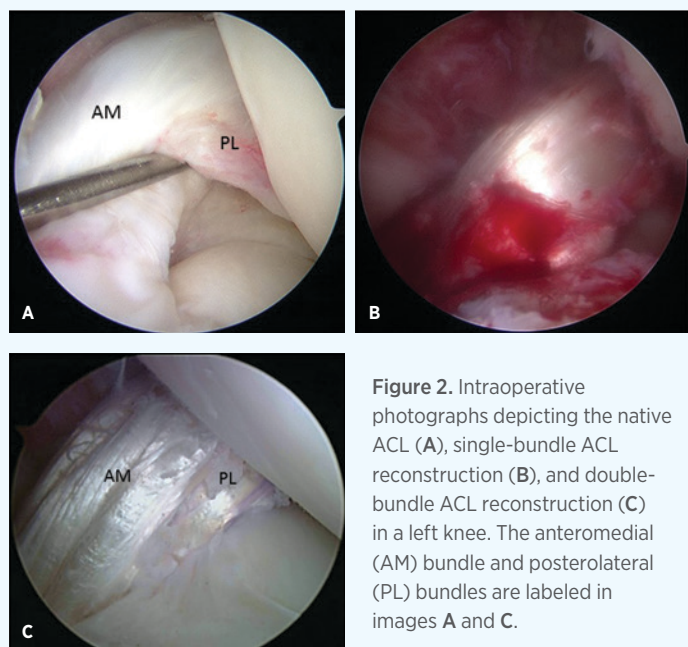 AM
PL
A
B
AM
PL
C
Figure 2. Intraoperative
photographs depicting the native
ACL (A), single-bundle ACL
reconstruction (B), and double-
bundle ACL reconstruction (C)
in a left knee. The anteromedial
(AM) bundle and posterolateral
(PL) bundles are labeled in
images A and C.